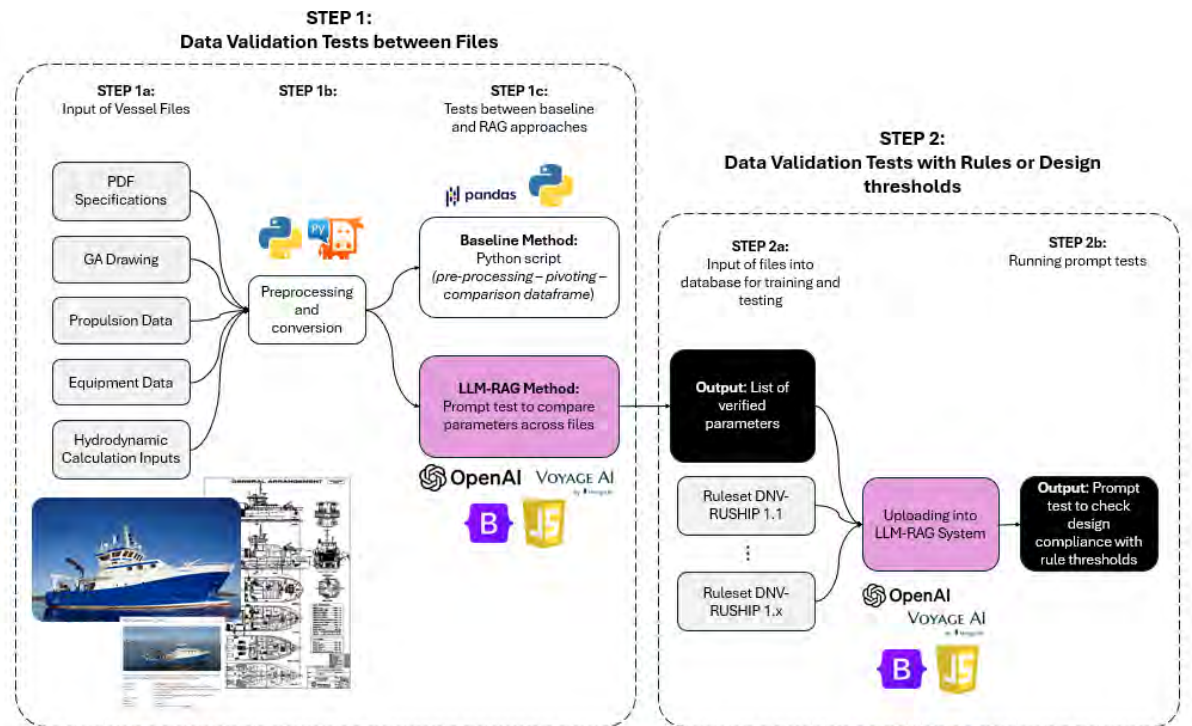 STEP 1:
Data Validation Tests between Files
STEP 1a:
Input of Vessel Files
STEP 1b:
STEP 1c:
Tests between baseline
and RAG approaches
PDF
Specifications
GA Drawing
Propulsion Data
Equipment Data
Hydrodynamic
Calculation Inputs
Py
Preprocessing
and
conversion
pandas
Baseline Method:
Python script
(pre-processing – pivoting –
comparison dataframe)
LLM-RAG Method:
Prompt test to compare
parameters across files
OpenAI
VOYAGE AI
B
JS
GENERAL ARRANGEMENT
STEP 2:
Data Validation Tests with Rules or Design
thresholds
STEP 2a:
Input of files into
database for training and
testing
STEP 2b:
Running prompt tests
Output: List of
verified
parameters
Ruleset DNV-
RUSHIP 1.1
⋮
Ruleset DNV-
RUSHIP 1.x
Uploading into
LLM-RAG System
Output: Prompt
test to check
design
compliance with
rule thresholds
OpenAI
VOYAGE AI
B
JS